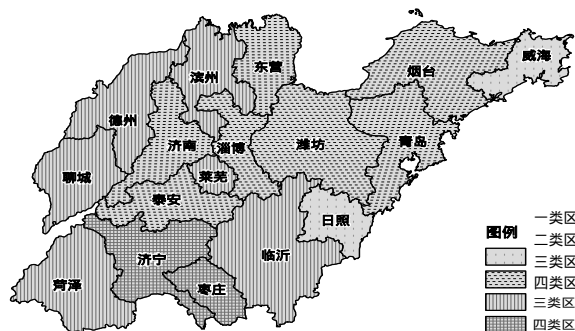 威海
烟台
东营
滨州
德州
青岛
济南
淄博
潍坊
莱芜
聊城
泰安
日照
济宁
临沂
枣庄
菏泽
图例
一类区
二类区
三类区
四类区
三类区
四类区